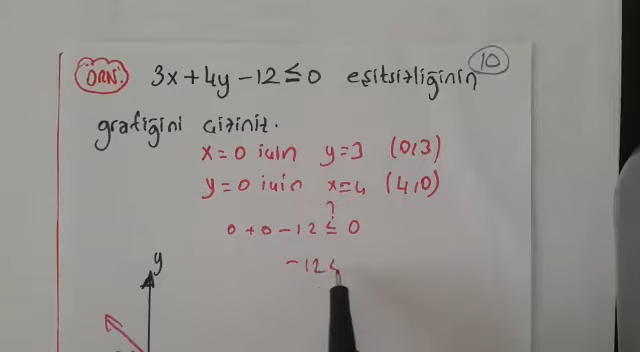 ÖRN. 3x + 4y - 12 ≤ 0 eşitsizliğinin 10
grafiğini çiziniz.
x = 0 için y = 3 (0,3)
y = 0 için x = 4 (4,0)
?
0 + 0 - 12 ≤ 0
-12 <
y